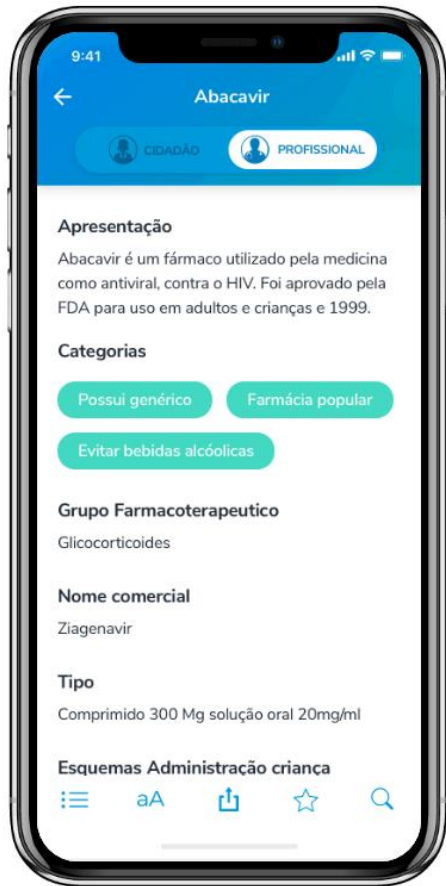 9:41
Abacavir
CIDADÃO PROFISSIONAL
Apresentação
Abacavir é um fármaco utilizado pela medicina
como antiviral, contra o HIV. Foi aprovado pela
FDA para uso em adultos e crianças e 1999.
Categorias
Possui genérico Farmácia popular
Evitar bebidas alcóolicas
Grupo Farmacoterapeutico
Glicocorticoides
Nome comercial
Ziagenavir
Tipo
Comprimido 300 Mg solução oral 20mg/ml
Esquemas Administração criança
aA